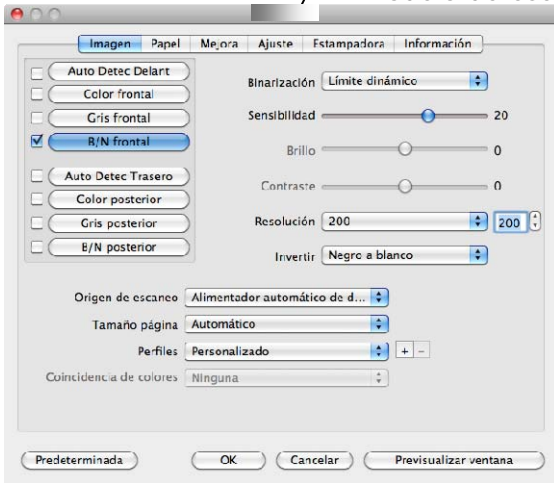 Imagen Papel Mejora Ajuste Estampadora Información
Auto Detec Delant
Color frontal
Gris frontal
B/N frontal
Auto Detec Trasero
Color posterior
Gris posterior
B/N posterior
Binarización Límite dinámico
Sensibilidad 20
Brillo 0
Contraste 0
Resolución 200 200
Invertir Negro a blanco
Origen de escaneo Alimentador automático de d...
Tamaño página Automático
Perfiles Personalizado + -
Coincidencia de colores Ninguna
Predeterminada OK Cancelar Previsualizar ventana